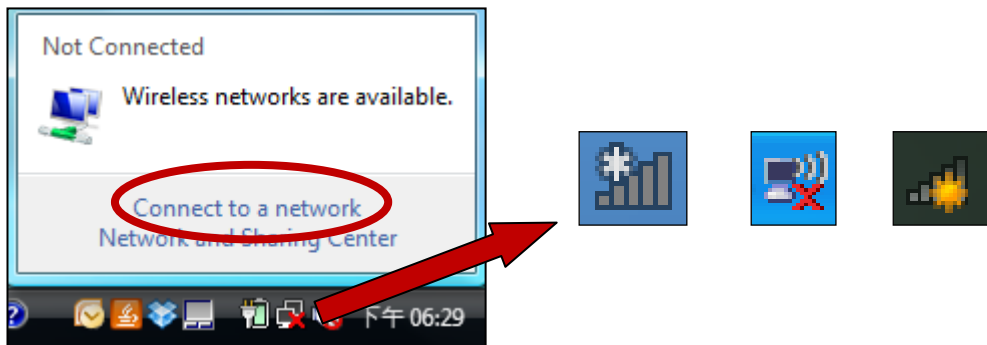 Not Connected
Wireless networks are available.
Connect to a network
Network and Sharing Center
下午 06:29